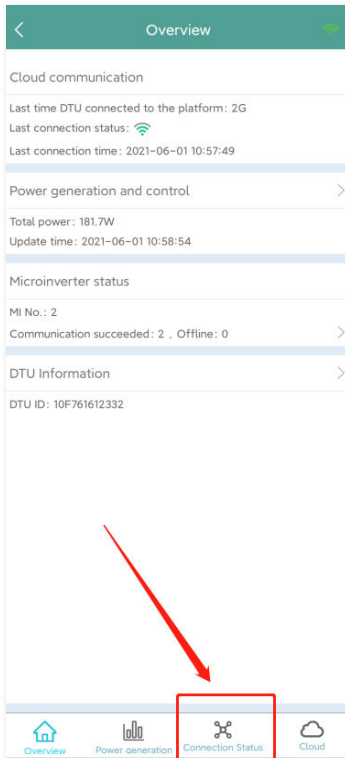 Overview
Cloud communication
Last time DTU connected to the platform: 2G
Last connection status:
Last connection time: 2021-06-01 10:57:49
Power generation and control
Total power: 181.7W
Update time: 2021-06-01 10:58:54
Microinverter status
MI No.: 2
Communication succeeded: 2 , Offline: 0
DTU Information
DTU ID: 10F761612332
Overview Power generation Connection Status Cloud